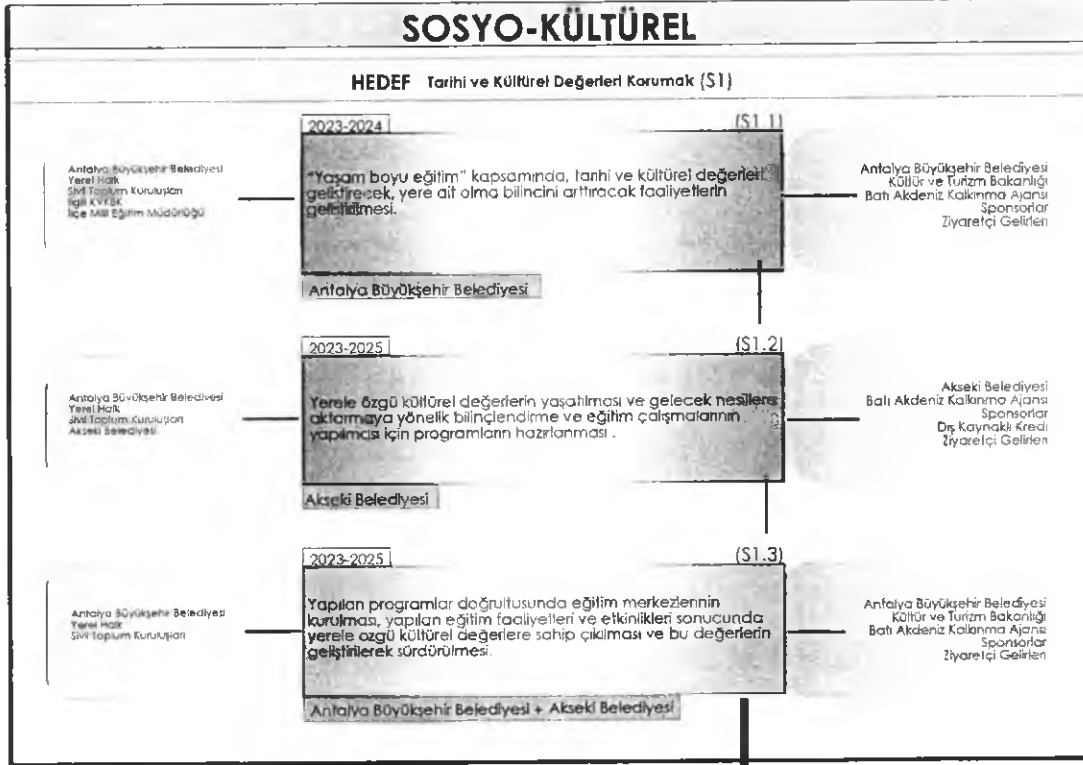 SOSYO-KÜLTÜREL
HEDEF Tarihi ve Kültürel Değerleri Korumak (S1)
2023-2024
(S1.1)
Antalya Büyükşehir Belediyesi
Yerel Halk
Sivil Toplum Kuruluşları
İlgili KVKBK
İlçe Milli Eğitim Müdürlüğü
"Yaşam boyu eğitim" kapsamında, tarihi ve kültürel değerleri
geliştirecek, yere ait olma bilincini arttıracak faaliyetlerin
geliştirilmesi.
Antalya Büyükşehir Belediyesi
Kültür ve Turizm Bakanlığı
Batı Akdeniz Kalkınma Ajansı
Sponsorlar
Ziyaretçi Gelirleri
Antalya Büyükşehir Belediyesi
2023-2025
(S1.2)
Antalya Büyükşehir Belediyesi
Yerel Halk
Sivil Toplum Kuruluşları
Akseki Belediyesi
Yerele özgü kültürel değerlerin yaşatılması ve gelecek nesillere
aktarmaya yönelik bilinçlendirme ve eğitim çalışmalarının
yapılması için programların hazırlanması .
Akseki Belediyesi
Batı Akdeniz Kalkınma Ajansı
Sponsorlar
Dış Kaynaklı Kredi
Ziyaretçi Gelirleri
Akseki Belediyesi
2023-2025
(S1.3)
Antalya Büyükşehir Belediyesi
Yerel Halk
Sivil Toplum Kuruluşları
Yapılan programlar doğrultusunda eğitim merkezlerinin
kurulması, yapılan eğitim faaliyetleri ve etkinlikleri sonucunda
yerele özgü kültürel değerlere sahip çıkılması ve bu değerlerin
geliştirilerek sürdürülmesi.
Antalya Büyükşehir Belediyesi
Kültür ve Turizm Bakanlığı
Batı Akdeniz Kalkınma Ajansı
Sponsorlar
Ziyaretçi Gelirleri
Antalya Büyükşehir Belediyesi + Akseki Belediyesi